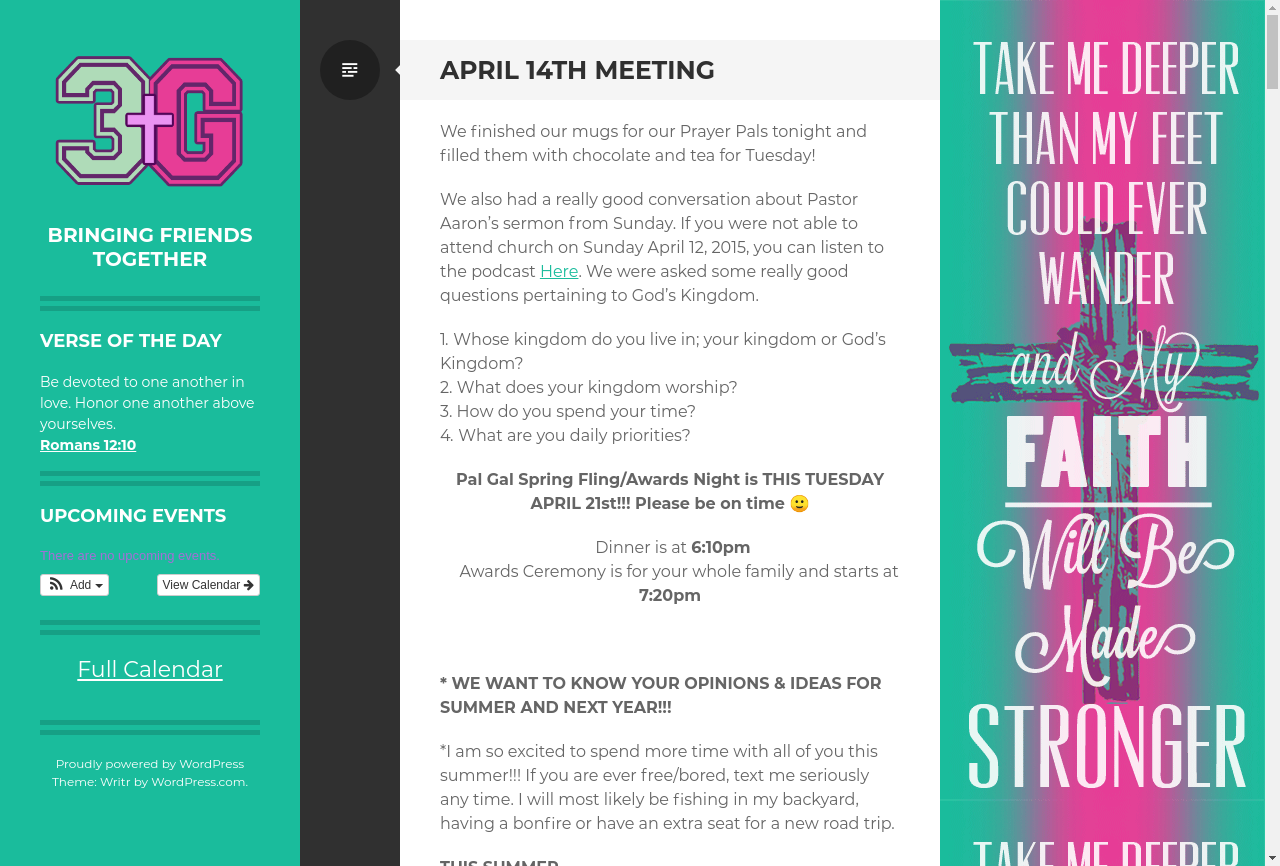 3G
BRINGING FRIENDS
TOGETHER
VERSE OF THE DAY
Be devoted to one another in
love. Honor one another above
yourselves.
Romans 12:10
UPCOMING EVENTS
There are no upcoming events.
Add
View Calendar
Full Calendar
Proudly powered by WordPress
Theme: Writr by WordPress.com.
APRIL 14TH MEETING
We finished our mugs for our Prayer Pals tonight and
filled them with chocolate and tea for Tuesday!
We also had a really good conversation about Pastor
Aaron’s sermon from Sunday. If you were not able to
attend church on Sunday April 12, 2015, you can listen to
the podcast Here. We were asked some really good
questions pertaining to God’s Kingdom.
1. Whose kingdom do you live in; your kingdom or God’s
Kingdom?
2. What does your kingdom worship?
3. How do you spend your time?
4. What are you daily priorities?
Pal Gal Spring Fling/Awards Night is THIS TUESDAY
APRIL 21st!!! Please be on time 🙂
Dinner is at 6:10pm
Awards Ceremony is for your whole family and starts at
7:20pm
* WE WANT TO KNOW YOUR OPINIONS & IDEAS FOR
SUMMER AND NEXT YEAR!!!
*I am so excited to spend more time with all of you this
summer!!! If you are ever free/bored, text me seriously
any time. I will most likely be fishing in my backyard,
having a bonfire or have an extra seat for a new road trip.
THIS SUMMER
TAKE ME DEEPER
THAN MY FEET
COULD EVER
WANDER
and My
FAITH
Will Be
Made
STRONGER
TAKE ME DEEPER